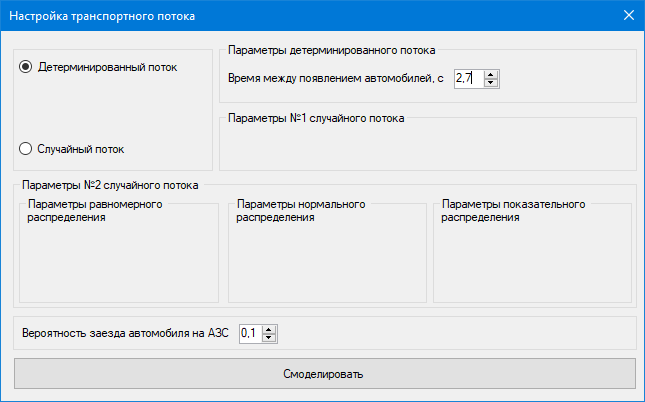 Настройка транспортного потока
Детерминированный поток
Случайный поток
Параметры детерминированного потока
Время между появлением автомобилей, с 2,7
Параметры №1 случайного потока
Параметры №2 случайного потока
Параметры равномерного
распределения
Параметры нормального
распределения
Параметры показательного
распределения
Вероятность заезда автомобиля на АЗС 0,1
Смоделировать